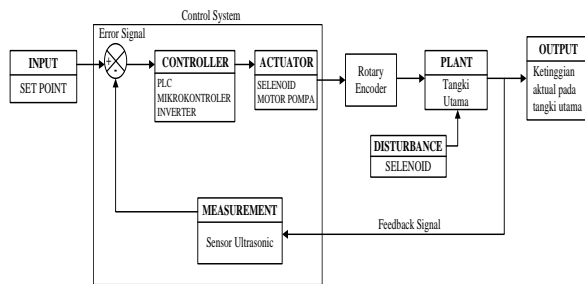 Control System
Error Signal
INPUT
SET POINT
+
-
CONTROLLER
PLC
MIKROKONTROLER
INVERTER
ACTUATOR
SELENOID
MOTOR POMPA
Rotary
Encoder
PLANT
Tangki
Utama
OUTPUT
Ketinggian
aktual pada
tangki utama
DISTURBANCE
SELENOID
MEASUREMENT
Sensor Ultrasonic
Feedback Signal